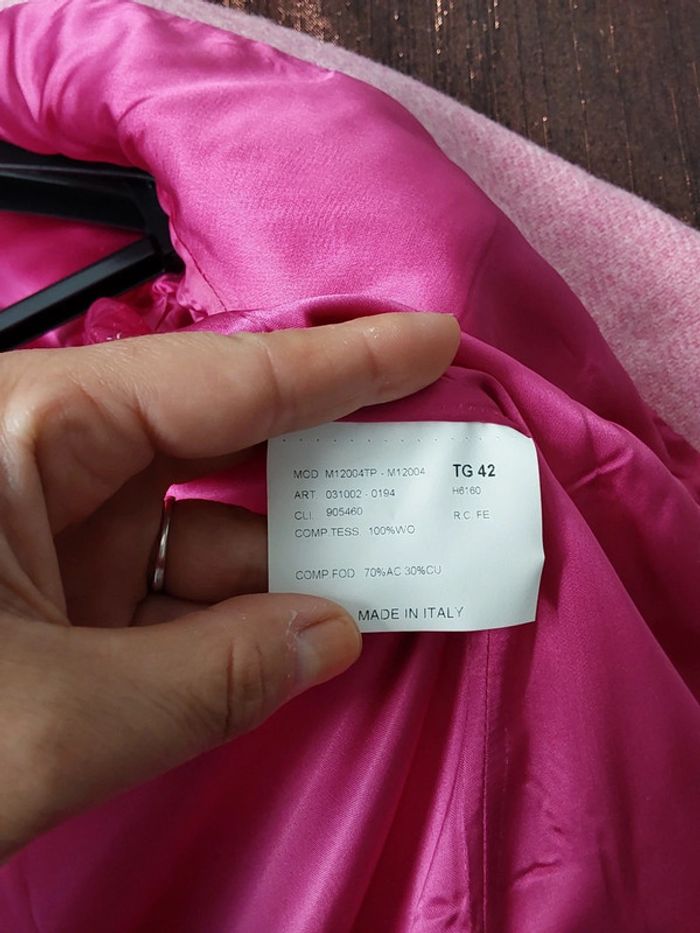 MOD M12004TP - M12004 TG 42
ART. 031002 - 0194 H6160
CLI. 905460 R.C. FE
COMP.TESS. 100%WO
COMP.FOD 70%AC 30%CU
MADE IN ITALY